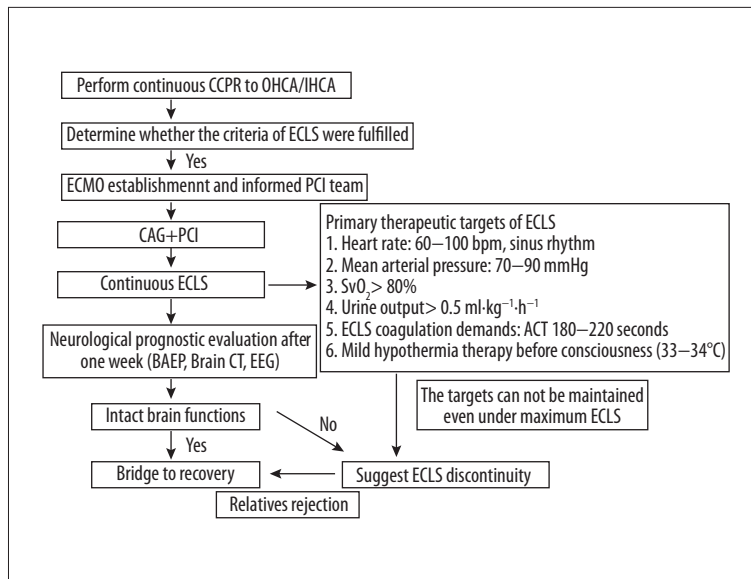 Perform continuous CCPR to OHCA/IHCA
Determine whether the criteria of ECLS were fulfilled
Yes
ECMO establishmennt and informed PCI team
CAG+PCI
Continuous ECLS
Primary therapeutic targets of ECLS
1. Heart rate: 60–100 bpm, sinus rhythm
2. Mean arterial pressure: 70–90 mmHg
3. SvO₂> 80%
4. Urine output> 0.5 ml·kg⁻¹·h⁻¹
5. ECLS coagulation demands: ACT 180–220 seconds
6. Mild hypothermia therapy before consciousness (33–34°C)
Neurological prognostic evaluation after
one week (BAEP, Brain CT, EEG)
The targets can not be maintained
even under maximum ECLS
Intact brain functions
No
Yes
Bridge to recovery
Suggest ECLS discontinuity
Relatives rejection